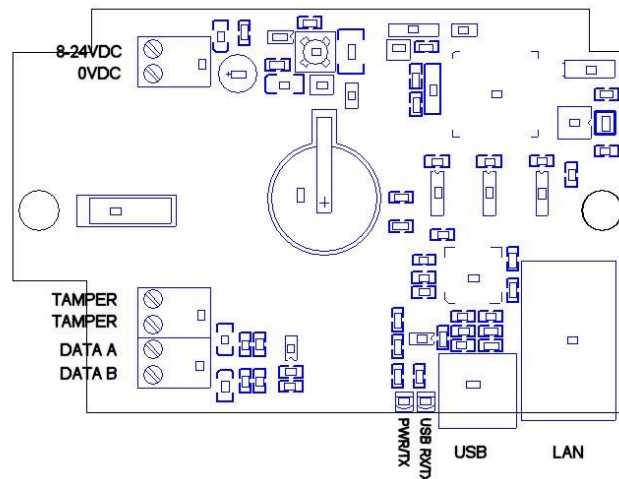 8-24VDC
0VDC
TAMPER
TAMPER
DATA A
DATA B
PWR/TX
USB RX/T
USB
LAN